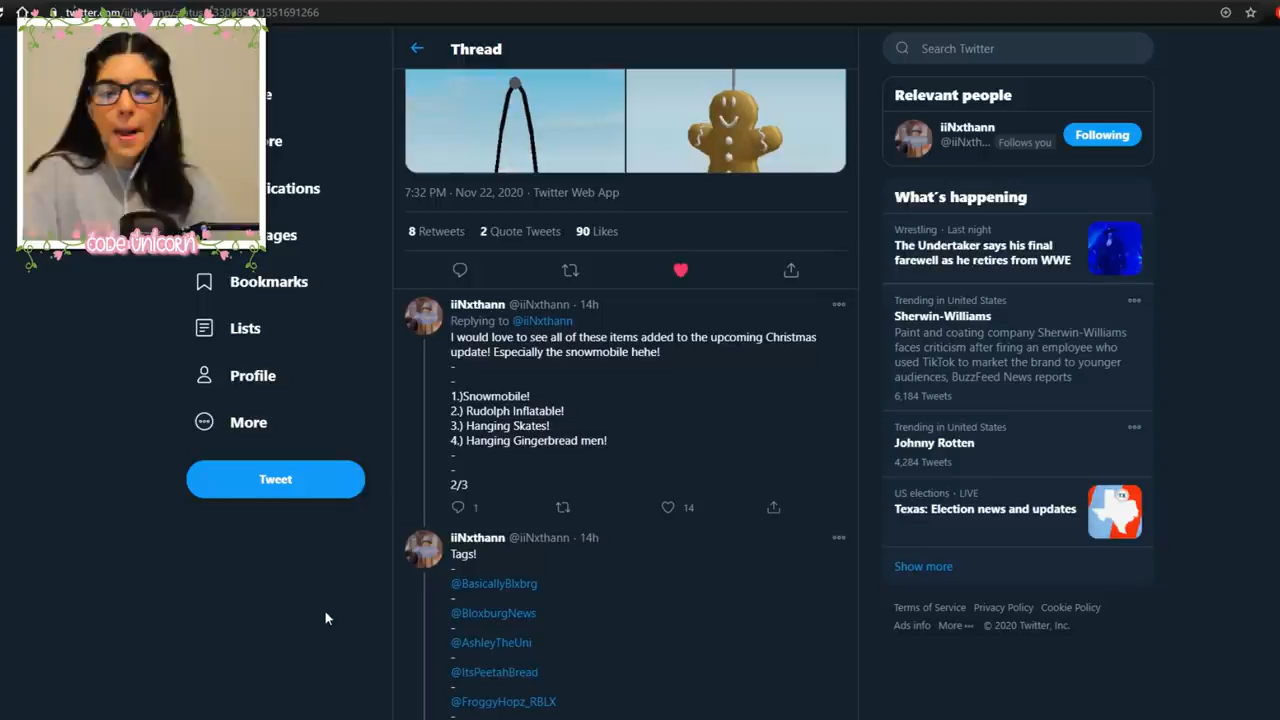 twitter.com/iiNxthann/status/
Thread
Search Twitter
Relevant people
iiNxthann
@iiNxth... Follows you
Following
7:32 PM · Nov 22, 2020 · Twitter Web App
8 Retweets 2 Quote Tweets 90 Likes
CODE UNICORN
Bookmarks
Lists
Profile
More
Tweet
iiNxthann @iiNxthann · 14h
Replying to @iiNxthann
I would love to see all of these items added to the upcoming Christmas
update! Especially the snowmobile hehe!
-
-
1.)Snowmobile!
2.) Rudolph Inflatable!
3.) Hanging Skates!
4.) Hanging Gingerbread men!
-
-
2/3
1 14
iiNxthann @iiNxthann · 14h
Tags!
-
@BasicallyBlxbrg
-
@BloxburgNews
-
@AshleyTheUni
-
@ItsPeetahBread
-
@FroggyHopz_RBLX
-
What's happening
Wrestling · Last night
The Undertaker says his final
farewell as he retires from WWE
Trending in United States
Sherwin-Williams
Paint and coating company Sherwin-Williams
faces criticism after firing an employee who
used TikTok to market the brand to younger
audiences, BuzzFeed News reports
6,184 Tweets
Trending in United States
Johnny Rotten
4,284 Tweets
US elections · LIVE
Texas: Election news and updates
Show more
Terms of Service Privacy Policy Cookie Policy
Ads info More ··· © 2020 Twitter, Inc.